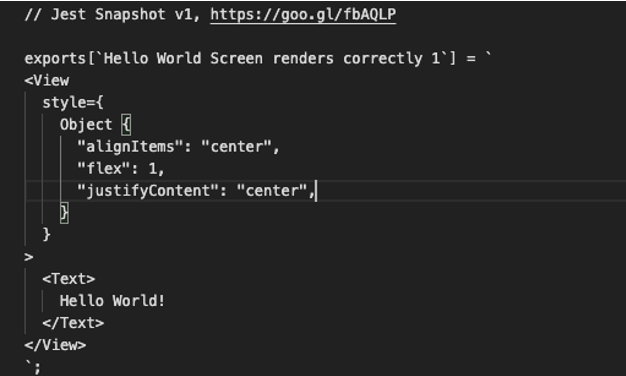 // Jest Snapshot v1, https://goo.gl/fbAQLP

exports[`Hello World Screen renders correctly 1`] = `
<View
  style={
    Object {
      "alignItems": "center",
      "flex": 1,
      "justifyContent": "center",
    }
  }
>
  <Text>
    Hello World!
  </Text>
</View>
`;